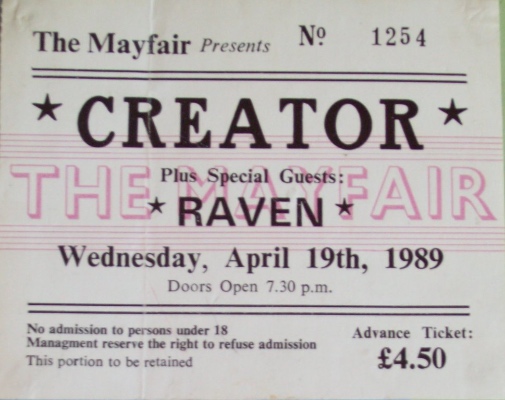 The Mayfair Presents Nº 1254
★ CREATOR ★
THE MAYFAIR
Plus Special Guests:
★ RAVEN ★
Wednesday, April 19th, 1989
Doors Open 7.30 p.m.
No admission to persons under 18
Managment reserve the right to refuse admission
This portion to be retained
Advance Ticket:
£4.50